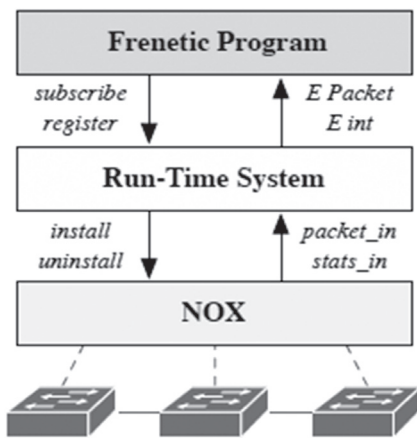 Frenetic Program
subscribe
register
E Packet
E int
Run-Time System
install
uninstall
packet_in
stats_in
NOX